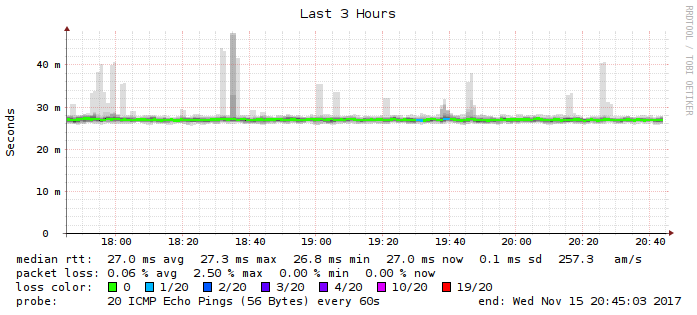 Last 3 Hours
RRDTOOL / TOBI OETIKER
Seconds
40 m
30 m
20 m
10 m
0
18:00 18:20 18:40 19:00 19:20 19:40 20:00 20:20 20:40
median rtt: 27.0 ms avg 27.3 ms max 26.8 ms min 27.0 ms now 0.1 ms sd 257.3 am/s
packet loss: 0.06 % avg 2.50 % max 0.00 % min 0.00 % now
loss color: 0 1/20 2/20 3/20 4/20 10/20 19/20
probe: 20 ICMP Echo Pings (56 Bytes) every 60s end: Wed Nov 15 20:45:03 2017